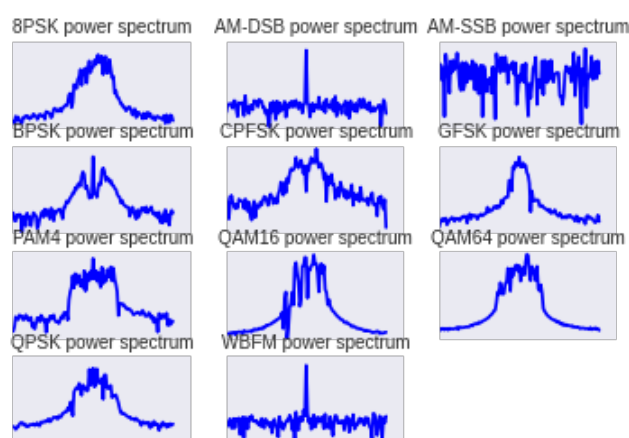 8PSK power spectrum
AM-DSB power spectrum
AM-SSB power spectrum
BPSK power spectrum
CPFSK power spectrum
GFSK power spectrum
PAM4 power spectrum
QAM16 power spectrum
QAM64 power spectrum
QPSK power spectrum
WBFM power spectrum